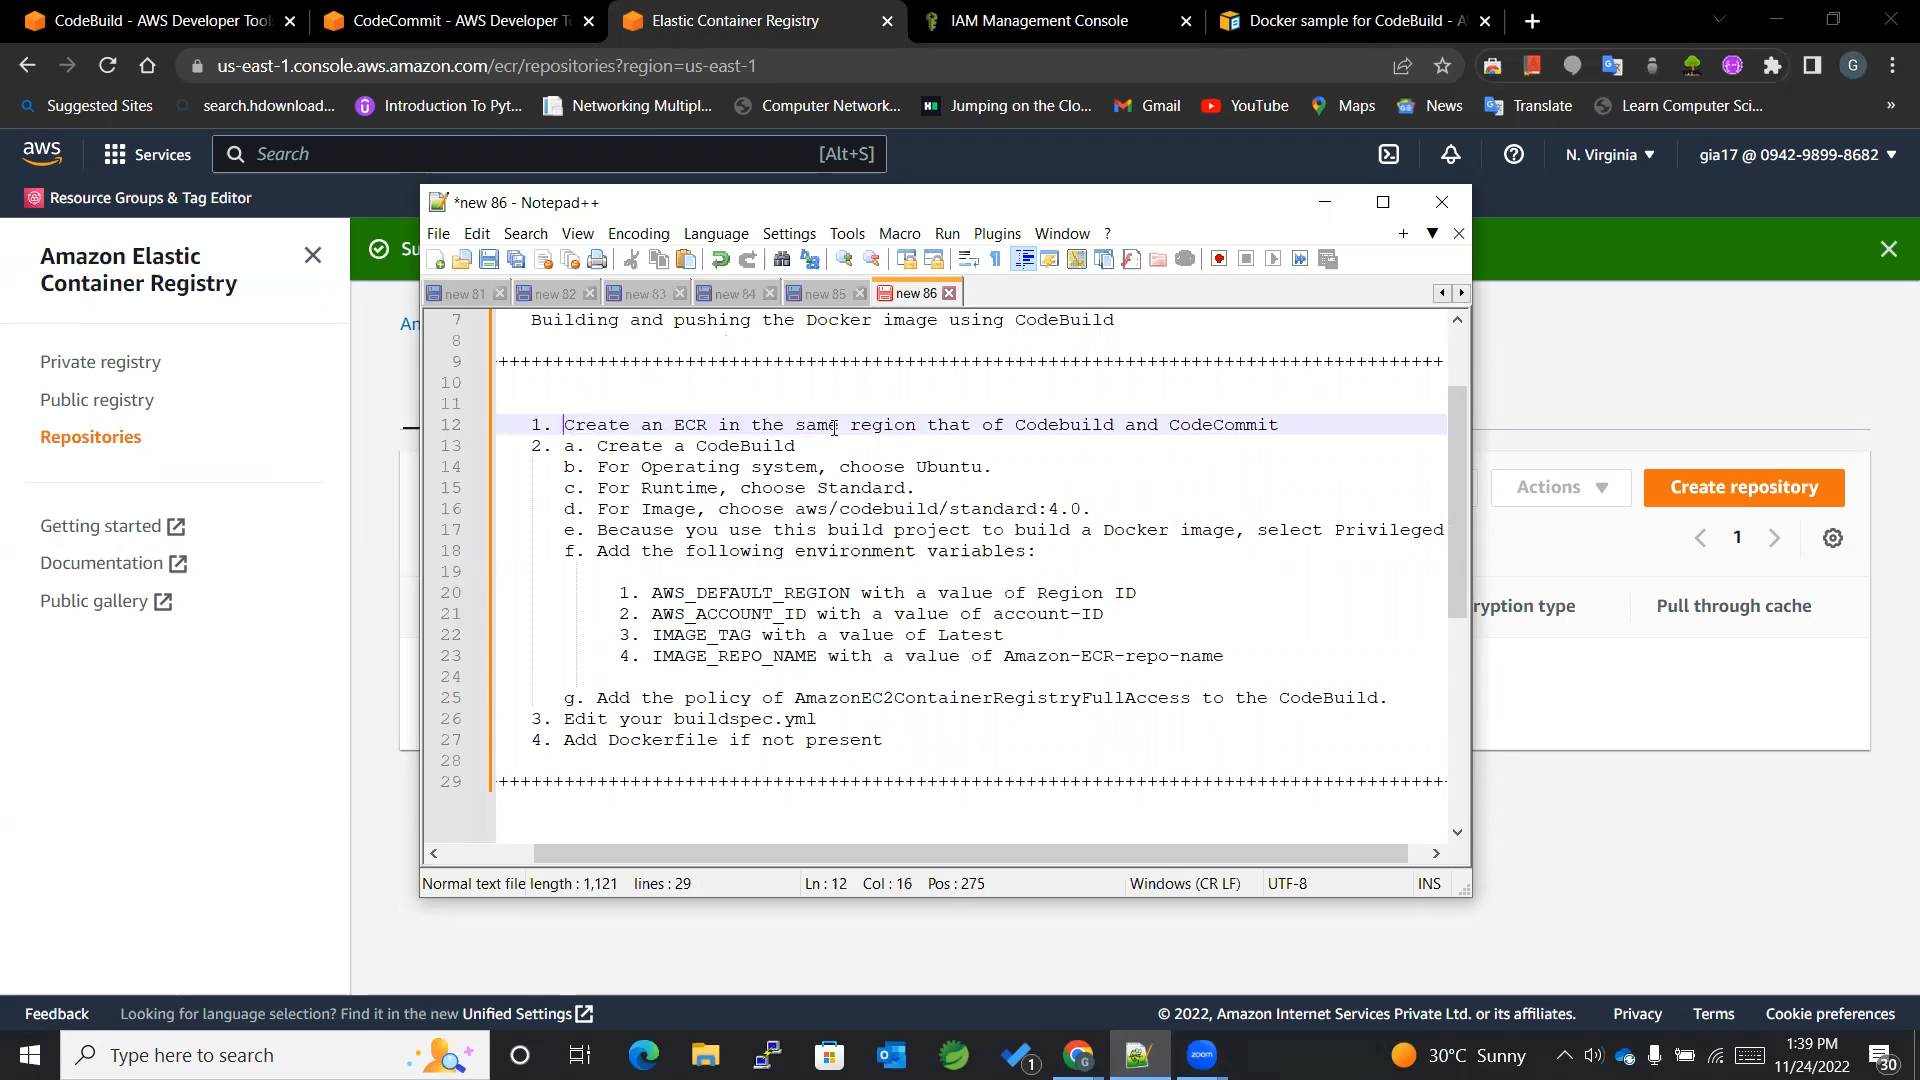 CodeBuild - AWS Developer Tool
CodeCommit - AWS Developer T
Elastic Container Registry
IAM Management Console
Docker sample for CodeBuild - A
us-east-1.console.aws.amazon.com/ecr/repositories?region=us-east-1
G
Suggested Sites
search.hdownload...
Introduction To Pyt...
Networking Multipl...
Computer Network...
Jumping on the Clo...
Gmail
YouTube
Maps
News
Translate
Learn Computer Sci...
»
aws
Services
Search
[Alt+S]
N. Virginia
gia17 @ 0942-9899-8682
Resource Groups & Tag Editor
Amazon Elastic
Container Registry
Private registry
Public registry
Repositories
Getting started
Documentation
Public gallery
Su
An
Actions
Create repository
1
ryption type
Pull through cache
*new 86 - Notepad++
File Edit Search View Encoding Language Settings Tools Macro Run Plugins Window ?
new 81
new 82
new 83
new 84
new 85
new 86
7 Building and pushing the Docker image using CodeBuild
8
9 ++++++++++++++++++++++++++++++++++++++++++++++++++++++++++++++++++++++++++++++++++++++
10
11
12 1. Create an ECR in the same region that of Codebuild and CodeCommit
13 2. a. Create a CodeBuild
14 b. For Operating system, choose Ubuntu.
15 c. For Runtime, choose Standard.
16 d. For Image, choose aws/codebuild/standard:4.0.
17 e. Because you use this build project to build a Docker image, select Privileged
18 f. Add the following environment variables:
19
20 1. AWS_DEFAULT_REGION with a value of Region ID
21 2. AWS_ACCOUNT_ID with a value of account-ID
22 3. IMAGE_TAG with a value of Latest
23 4. IMAGE_REPO_NAME with a value of Amazon-ECR-repo-name
24
25 g. Add the policy of AmazonEC2ContainerRegistryFullAccess to the CodeBuild.
26 3. Edit your buildspec.yml
27 4. Add Dockerfile if not present
28
29 ++++++++++++++++++++++++++++++++++++++++++++++++++++++++++++++++++++++++++++++++++++++
Normal text file length : 1,121 lines : 29 Ln : 12 Col : 16 Pos : 275 Windows (CR LF) UTF-8 INS
Feedback
Looking for language selection? Find it in the new Unified Settings
© 2022, Amazon Internet Services Private Ltd. or its affiliates.
Privacy
Terms
Cookie preferences
Type here to search
1
zoom
30°C Sunny
1:39 PM
11/24/2022
30